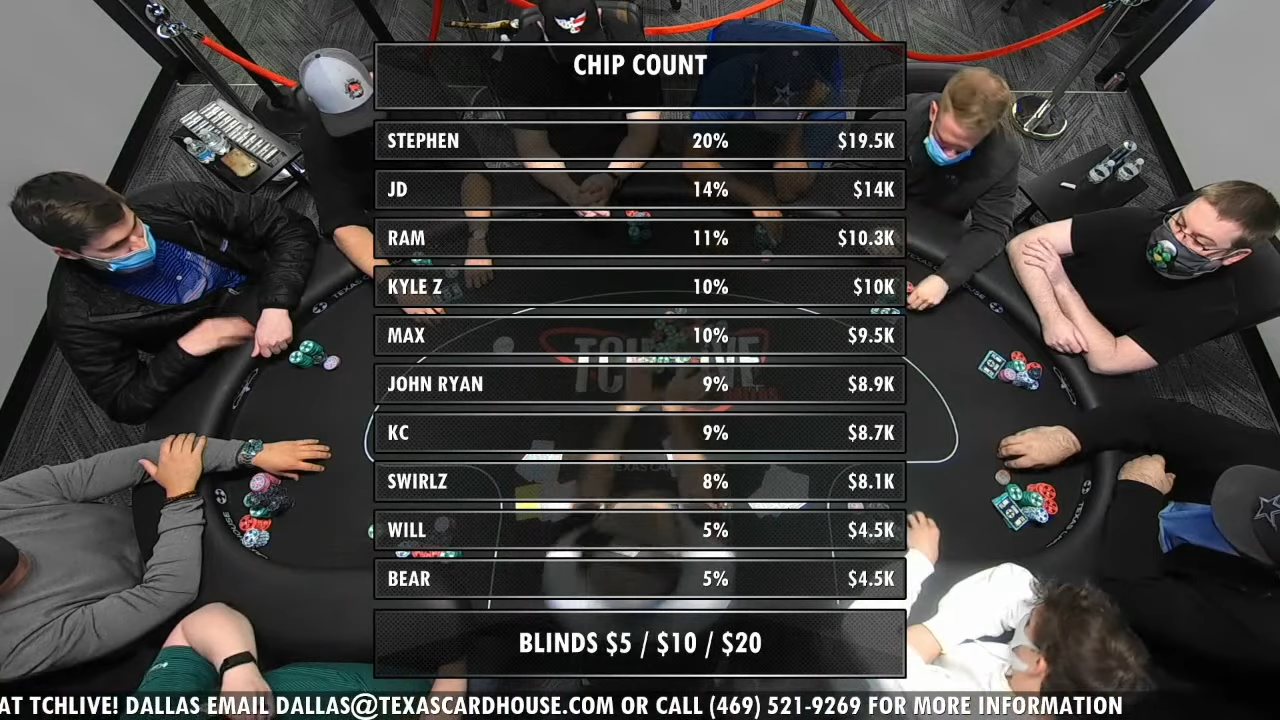 CHIP COUNT
STEPHEN 20% $19.5K
JD 14% $14K
RAM 11% $10.3K
KYLE Z 10% $10K
MAX 10% $9.5K
JOHN RYAN 9% $8.9K
KC 9% $8.7K
SWIRLZ 8% $8.1K
WILL 5% $4.5K
BEAR 5% $4.5K
BLINDS $5 / $10 / $20
AT TCHLIVE! DALLAS EMAIL DALLAS@TEXASCARDHOUSE.COM OR CALL (469) 521-9269 FOR MORE INFORMATION